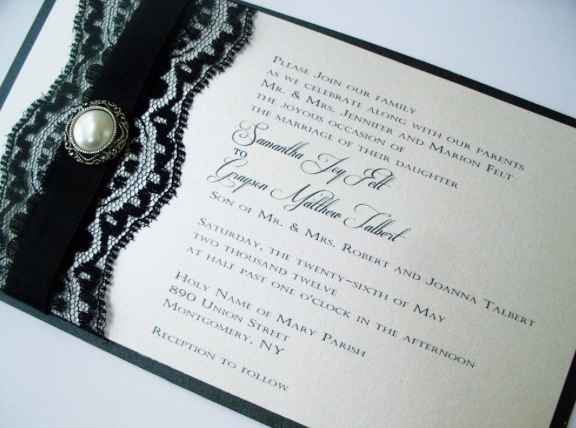 Please Join our family
as we celebrate along with our parents
Mr. & Mrs. Jennifer and Marion Felt
the joyous occasion of
the marriage of their daughter
Samantha Joy Felt
to
Grayson Matthew Talbert
Son of Mr. & Mrs. Robert and Joanna Talbert
Saturday, the twenty-sixth of May
two thousand twelve
at half past one o'clock in the afternoon
Holy Name of Mary Parish
890 Union Street
Montgomery, NY
Reception to follow